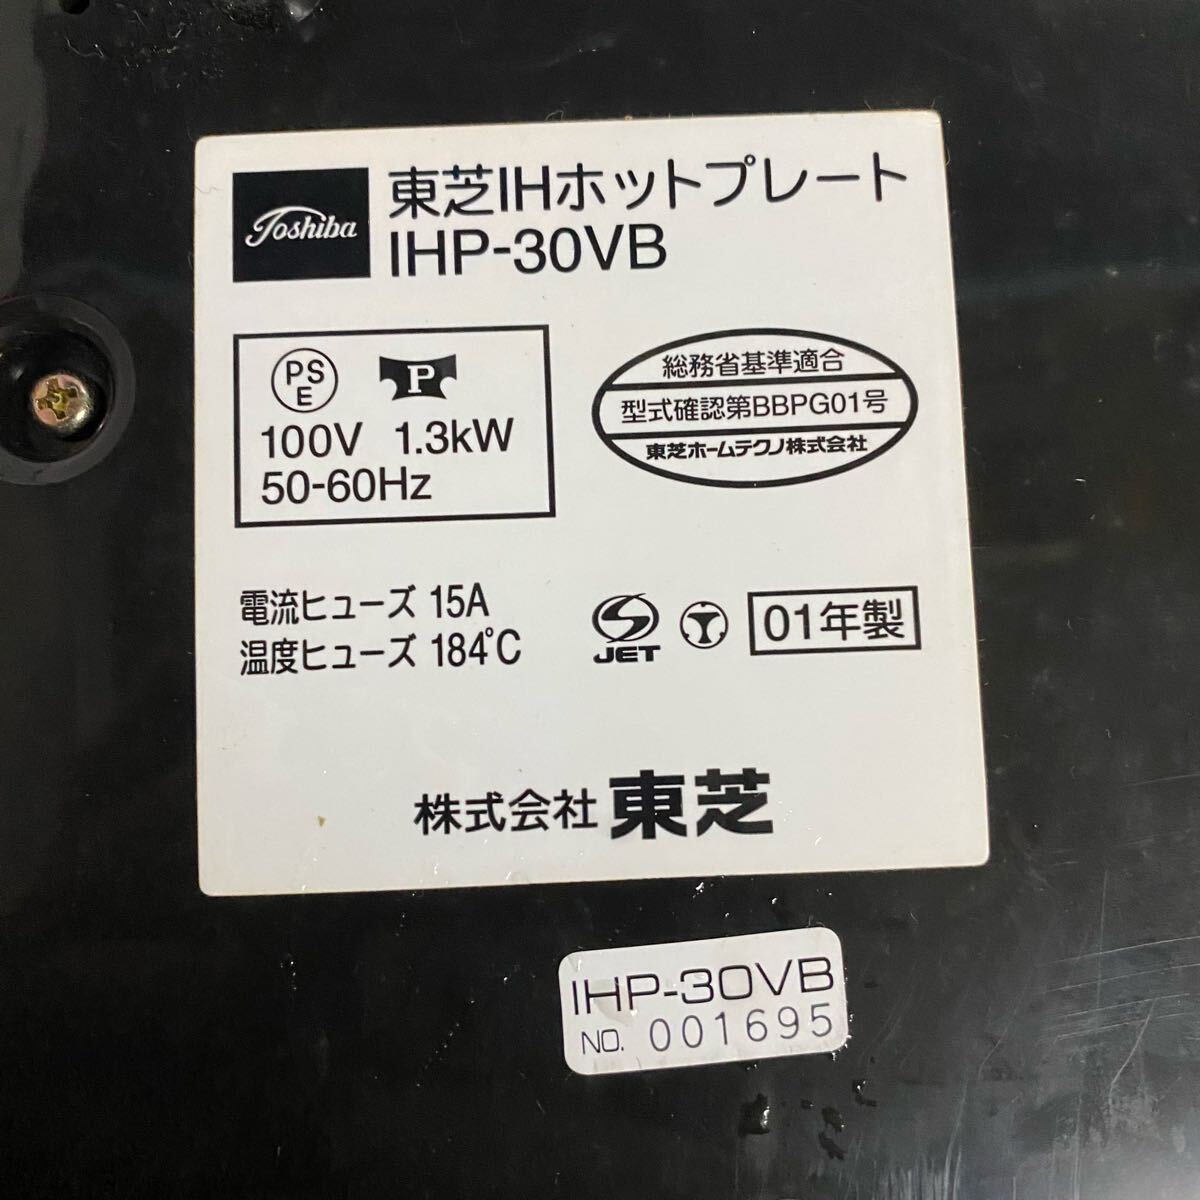 Toshiba
東芝IHホットプレート
IHP-30VB
PS
E
P
100V 1.3kW
50-60Hz
総務省基準適合
型式確認第BBPG01号
東芝ホームテクノ株式会社
電流ヒューズ 15A
温度ヒューズ 184℃
S
JET
T
01年製
株式会社 東芝
IHP-30VB
NO. 001695